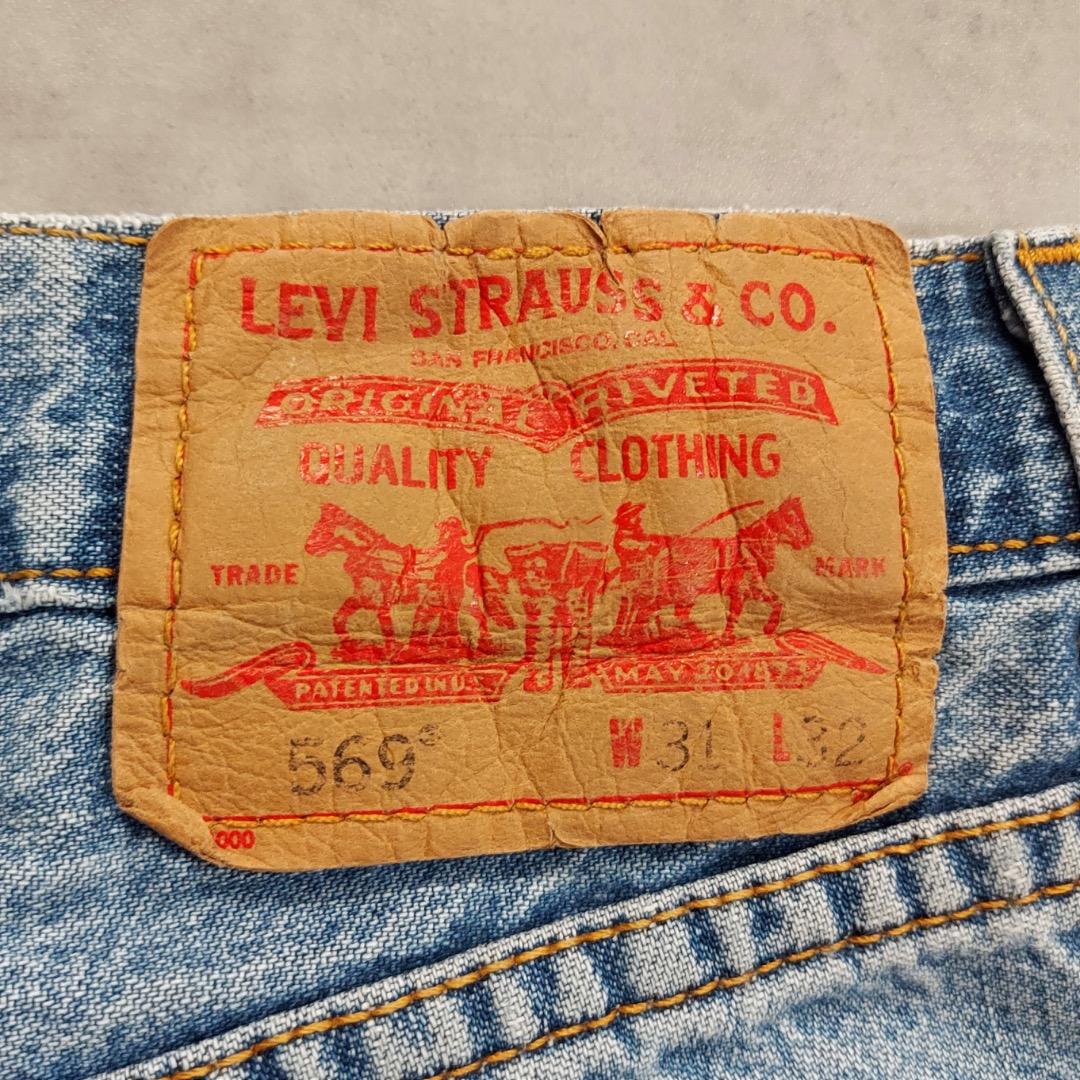 LEVI STRAUSS & CO.
SAN FRANCISCO, CAL
ORIGINAL RIVETED
QUALITY CLOTHING
TRADE MARK
PATENTED IN U.S.
MAY 20 1873
569 W 31 L 32
000